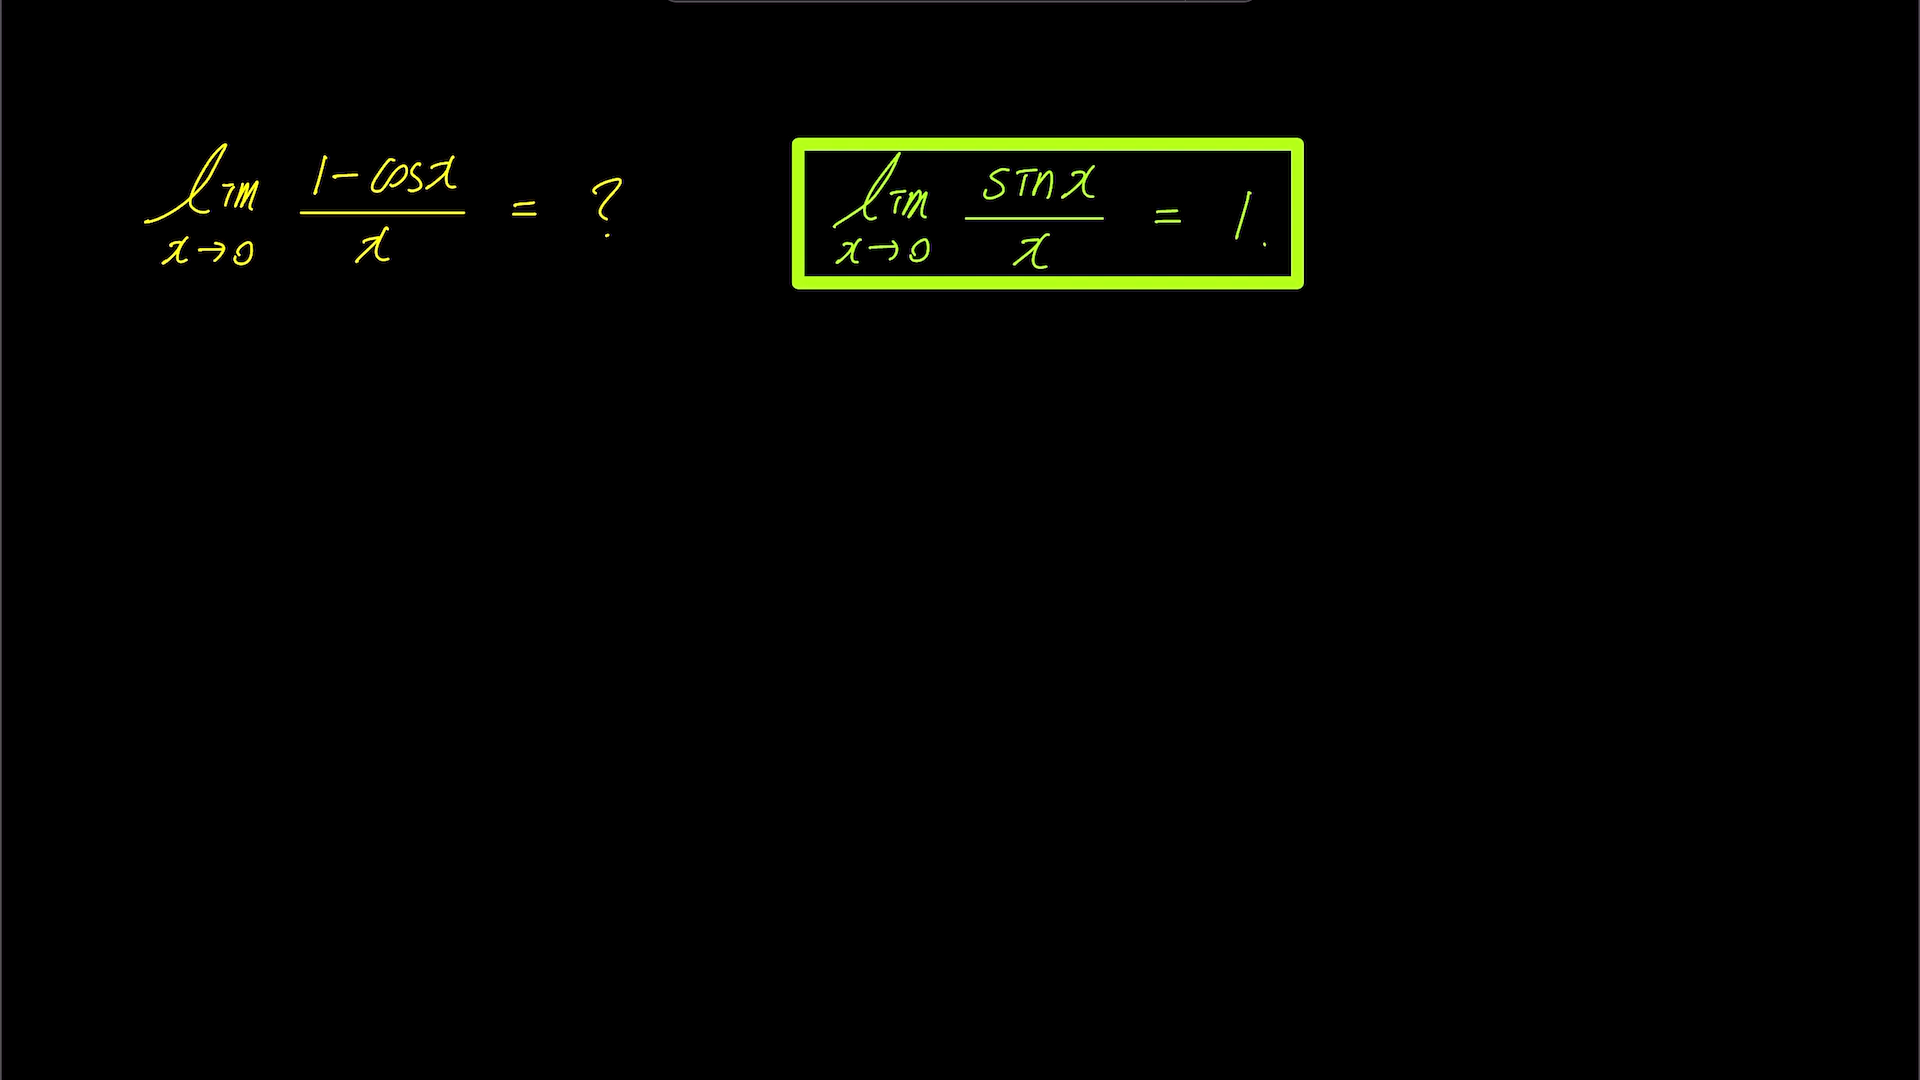 lim x→0 (1-cosx)/x = ?
lim x→0 sinx/x = 1.